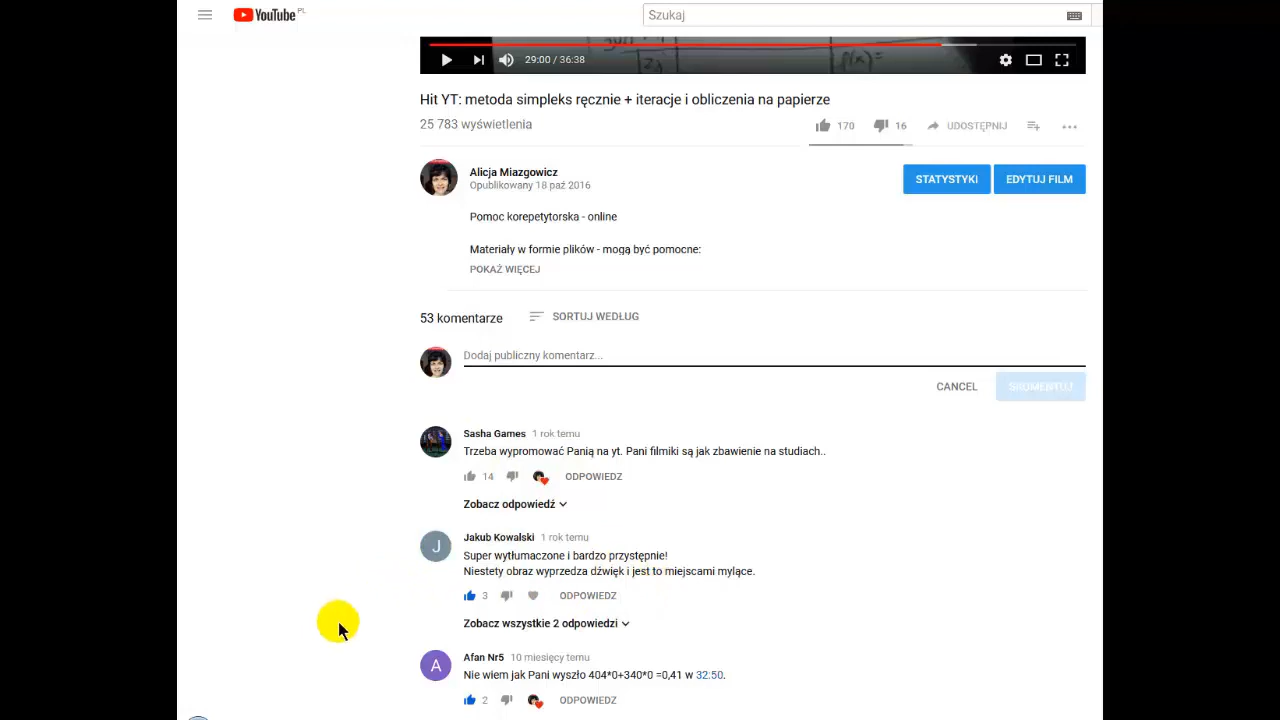 YouTube PL
Szukaj
29:00 / 36:38
Hit YT: metoda simpleks ręcznie + iteracje i obliczenia na papierze
25 783 wyświetlenia
170 16 UDOSTĘPNIJ
Alicja Miazgowicz
Opublikowany 18 paź 2016
STATYSTYKI EDYTUJ FILM
Pomoc korepetytorska - online
Materiały w formie plików - mogą być pomocne:
POKAŻ WIĘCEJ
53 komentarze SORTUJ WEDŁUG
Dodaj publiczny komentarz...
CANCEL SKOMENTUJ
Sasha Games 1 rok temu
Trzeba wypromować Panią na yt. Pani filmiki są jak zbawienie na studiach..
14 ODPOWIEDZ
Zobacz odpowiedź
J Jakub Kowalski 1 rok temu
Super wytłumaczone i bardzo przystępnie!
Niestety obraz wyprzedza dźwięk i jest to miejscami mylące.
3 ODPOWIEDZ
Zobacz wszystkie 2 odpowiedzi
A Afan Nr5 10 miesięcy temu
Nie wiem jak Pani wyszło 404*0+340*0 =0,41 w 32:50.
2 ODPOWIEDZ